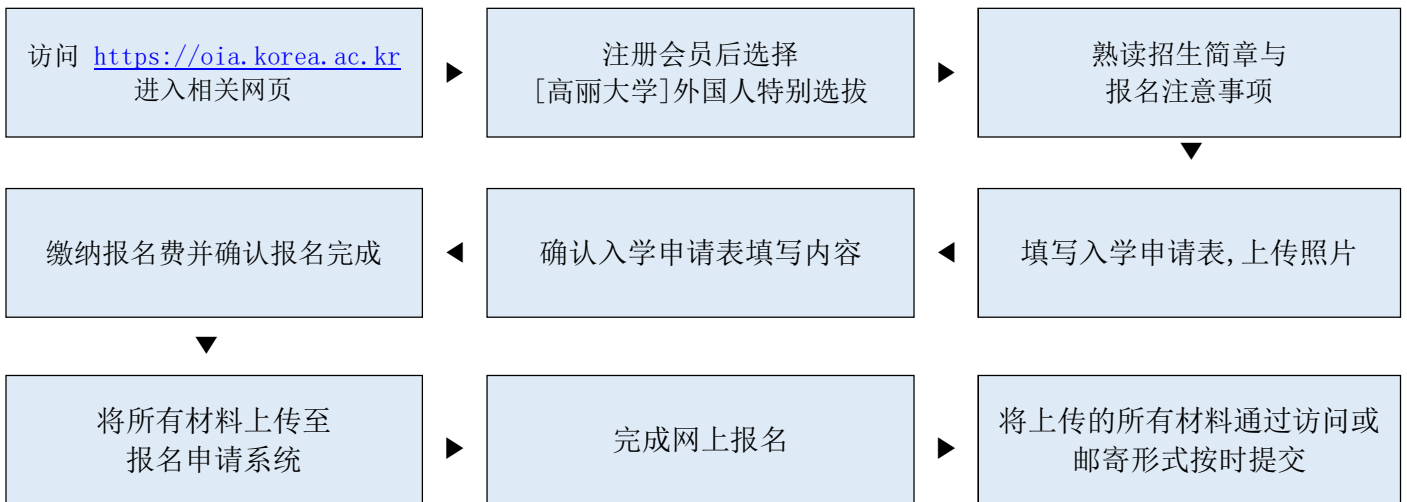 访问 https://oia.korea.ac.kr
进入相关网页
注册会员后选择
[高丽大学]外国人特别选拔
熟读招生简章与
报名注意事项
填写入学申请表,上传照片
确认入学申请表填写内容
缴纳报名费并确认报名完成
将所有材料上传至
报名申请系统
完成网上报名
将上传的所有材料通过访问或
邮寄形式按时提交